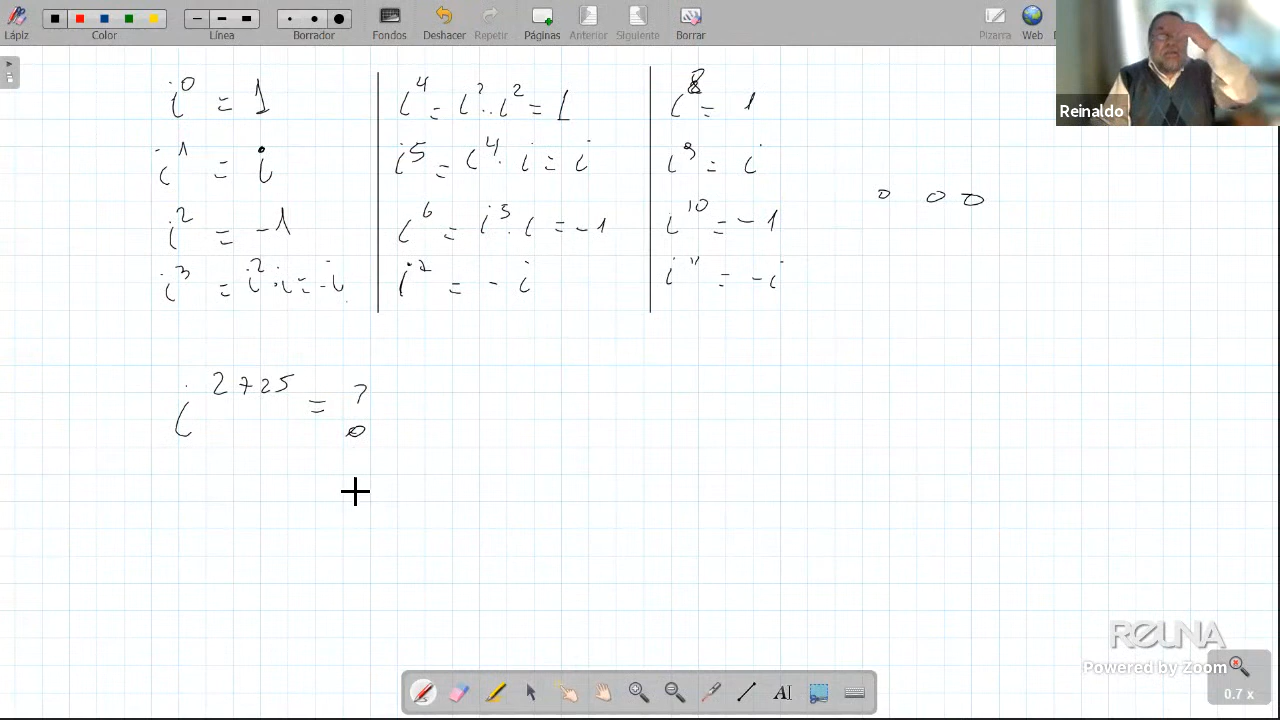 Lápiz Color Línea Borrador Fondos Deshacer Repetir Páginas Anterior Siguiente Borrar Pizarra Web
Reinaldo
i⁰ = 1
i¹ = i
i² = -1
i³ = i²·i = -i
i⁴ = i²·i² = 1
i⁵ = i⁴·i = i
i⁶ = i⁵·i = -1
i⁷ = -i
i⁸ = 1
i⁹ = i
i¹⁰ = -1
i¹¹ = -i
i²⁷²⁵ = ?
REUNA
Powered by Zoom
0.7 x